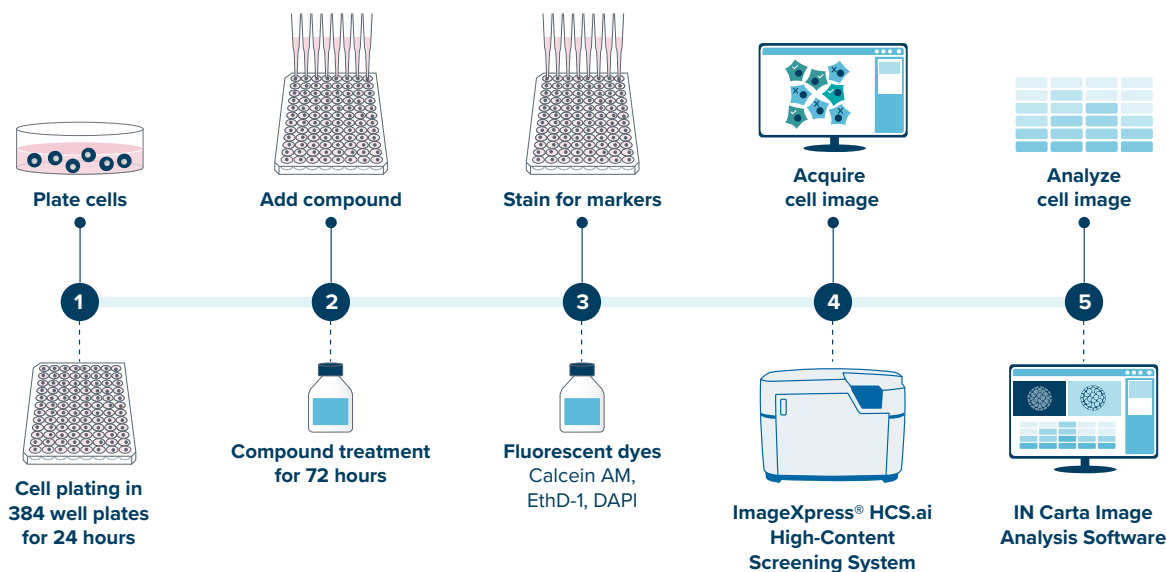 Plate cells
Add compound
Stain for markers
Acquire
cell image
Analyze
cell image
1
2
3
4
5
Cell plating in
384 well plates
for 24 hours
Compound treatment
for 72 hours
Fluorescent dyes
Calcein AM,
EthD-1, DAPI
ImageXpress® HCS.ai
High-Content
Screening System
IN Carta Image
Analysis Software